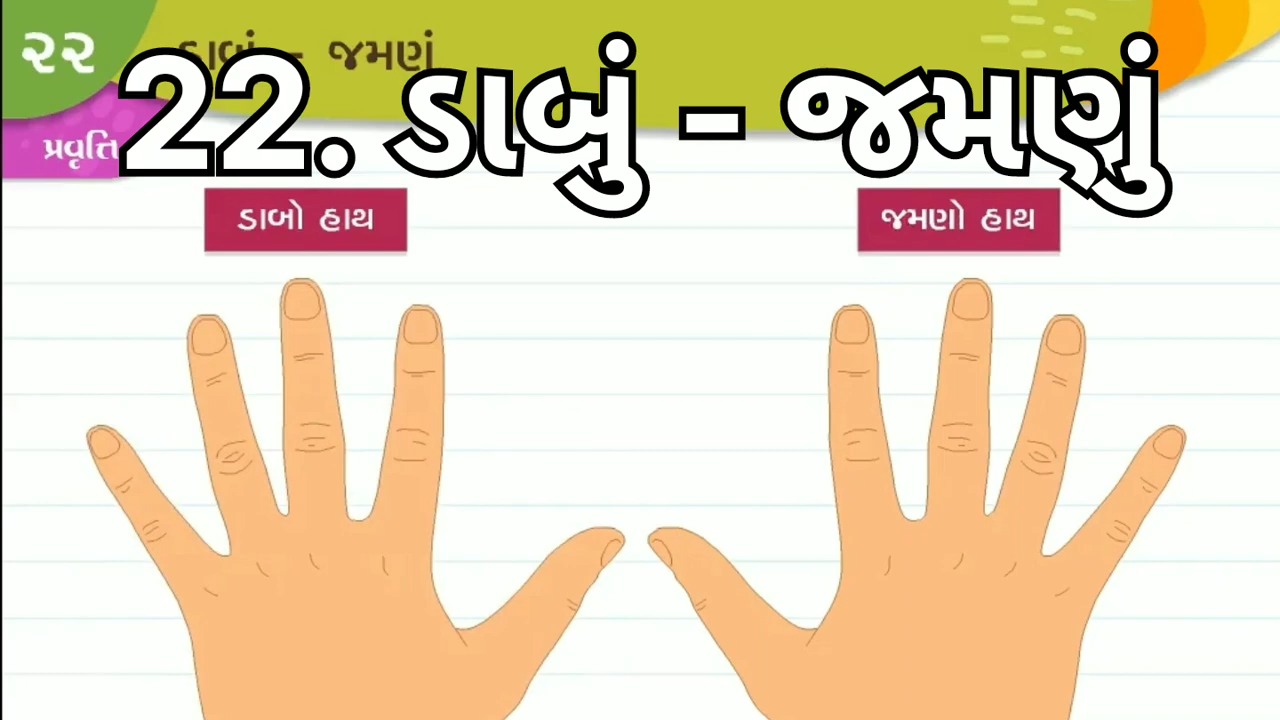 ૨૨ ડાબું - જમણું
22. ડાબું - જમણું
પ્રવૃત્તિ
ડાબો હાથ
જમણો હાથ